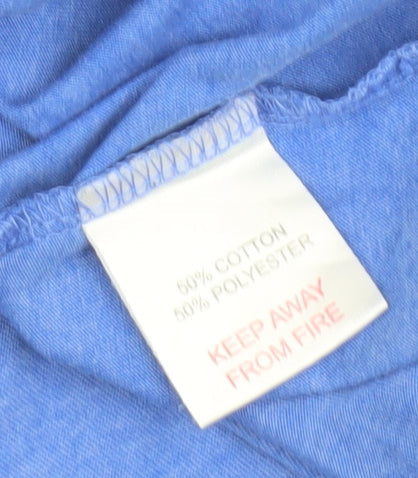 50% COTTON
50% POLYESTER
KEEP AWAY
FROM FIRE